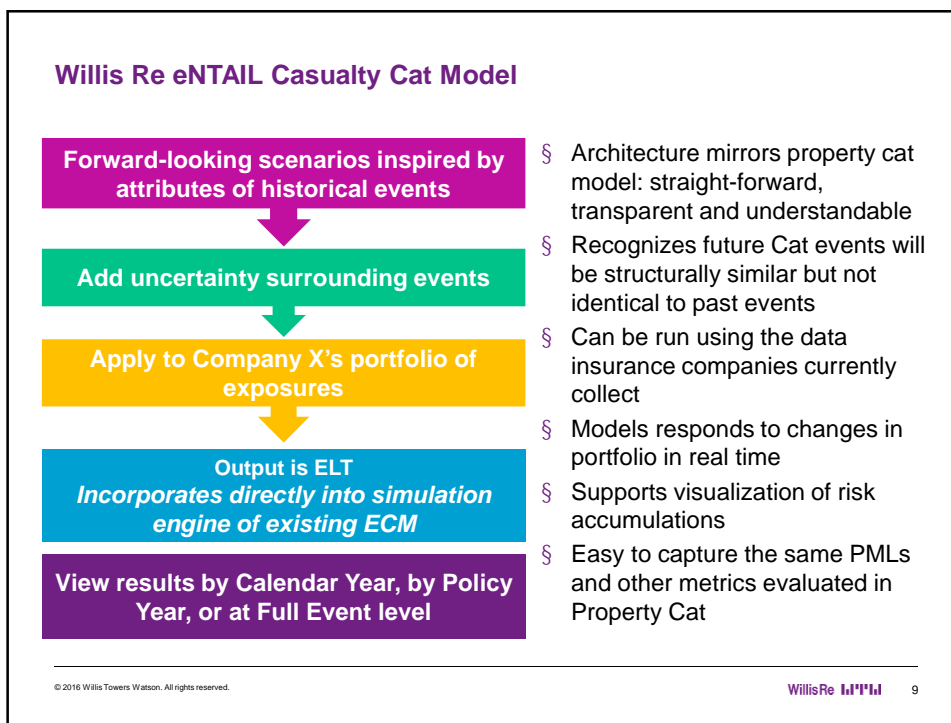 Willis Re eNTAIL Casualty Cat Model
Forward-looking scenarios inspired by
attributes of historical events
Add uncertainty surrounding events
Apply to Company X's portfolio of
exposures
Output is ELT
Incorporates directly into simulation
engine of existing ECM
View results by Calendar Year, by Policy
Year, or at Full Event level
§ Architecture mirrors property cat
model: straight-forward,
transparent and understandable
§ Recognizes future Cat events will
be structurally similar but not
identical to past events
§ Can be run using the data
insurance companies currently
collect
§ Models responds to changes in
portfolio in real time
§ Supports visualization of risk
accumulations
§ Easy to capture the same PMLs
and other metrics evaluated in
Property Cat
© 2016 Willis Towers Watson. All rights reserved.
Willis Re
9